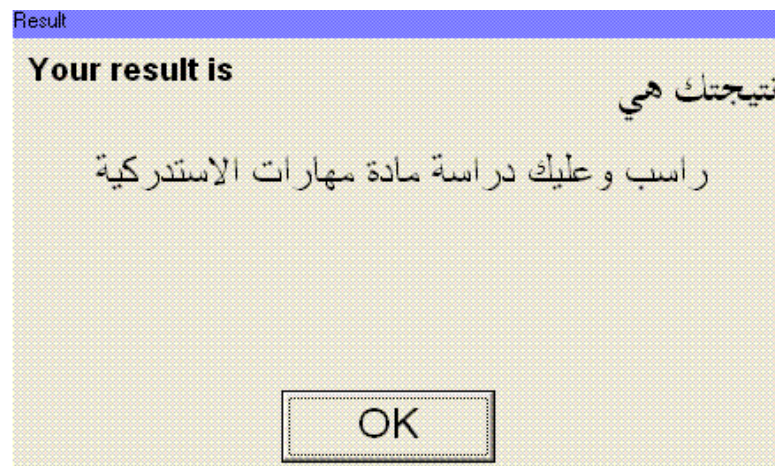 Result
Your result is
نتيجتك هي
راسب وعليك دراسة مادة مهارات الاستدركية
OK